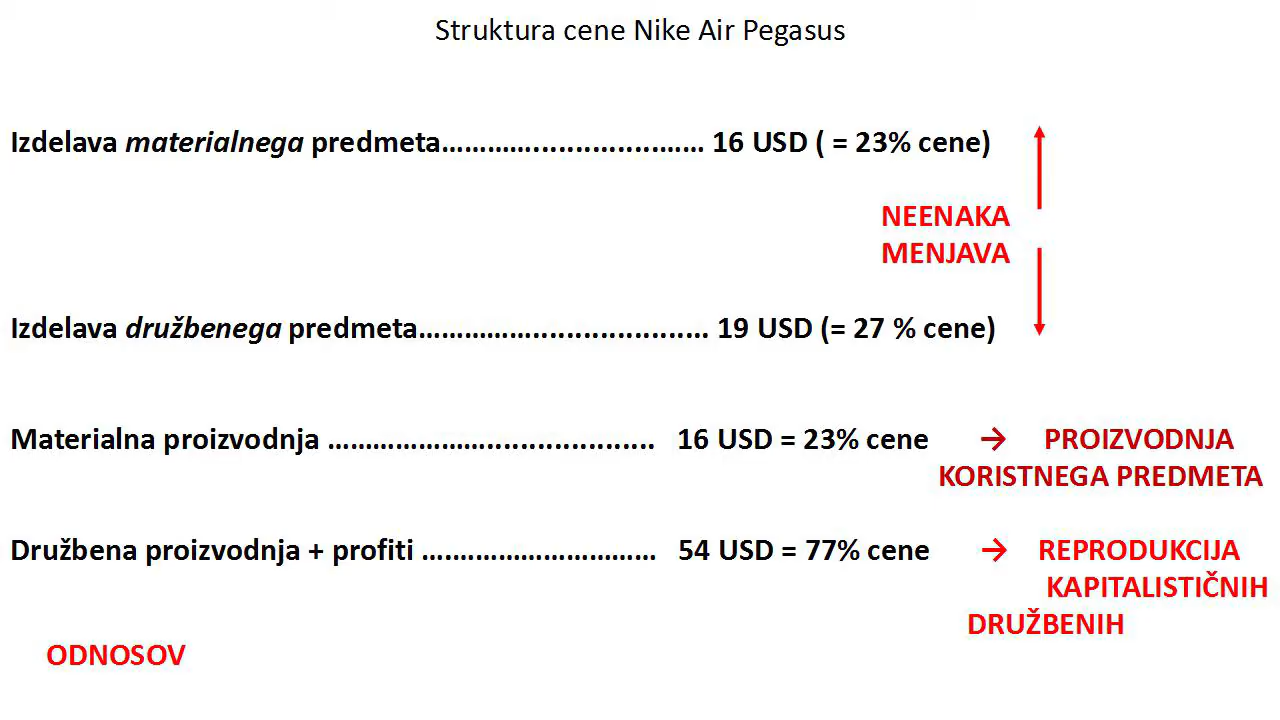 Struktura cene Nike Air Pegasus
Izdelava materialnega predmeta………….................…… 16 USD ( = 23% cene)
NEENAKA
MENJAVA
Izdelava družbenega predmeta……………........................ 19 USD (= 27 % cene)
Materialna proizvodnja …………………...................... 16 USD = 23% cene → PROIZVODNJA
KORISTNEGA PREDMETA
Družbena proizvodnja + profiti ….………………………… 54 USD = 77% cene → REPRODUKCIJA
KAPITALISTIČNIH
DRUŽBENIH
ODNOSOV